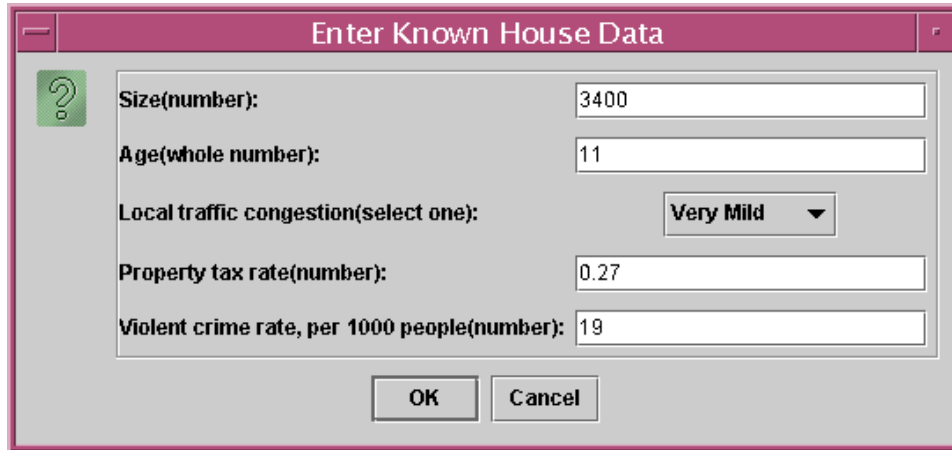 Enter Known House Data
Size(number): 3400
Age(whole number): 11
Local traffic congestion(select one): Very Mild
Property tax rate(number): 0.27
Violent crime rate, per 1000 people(number): 19
OK Cancel